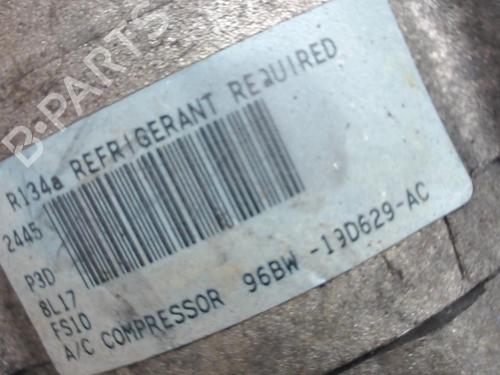 B-PARTS
R134a REFRIGERANT REQUIRED
2445
P3D
8L17
FS10
A/C COMPRESSOR 96BW -19D629-AC